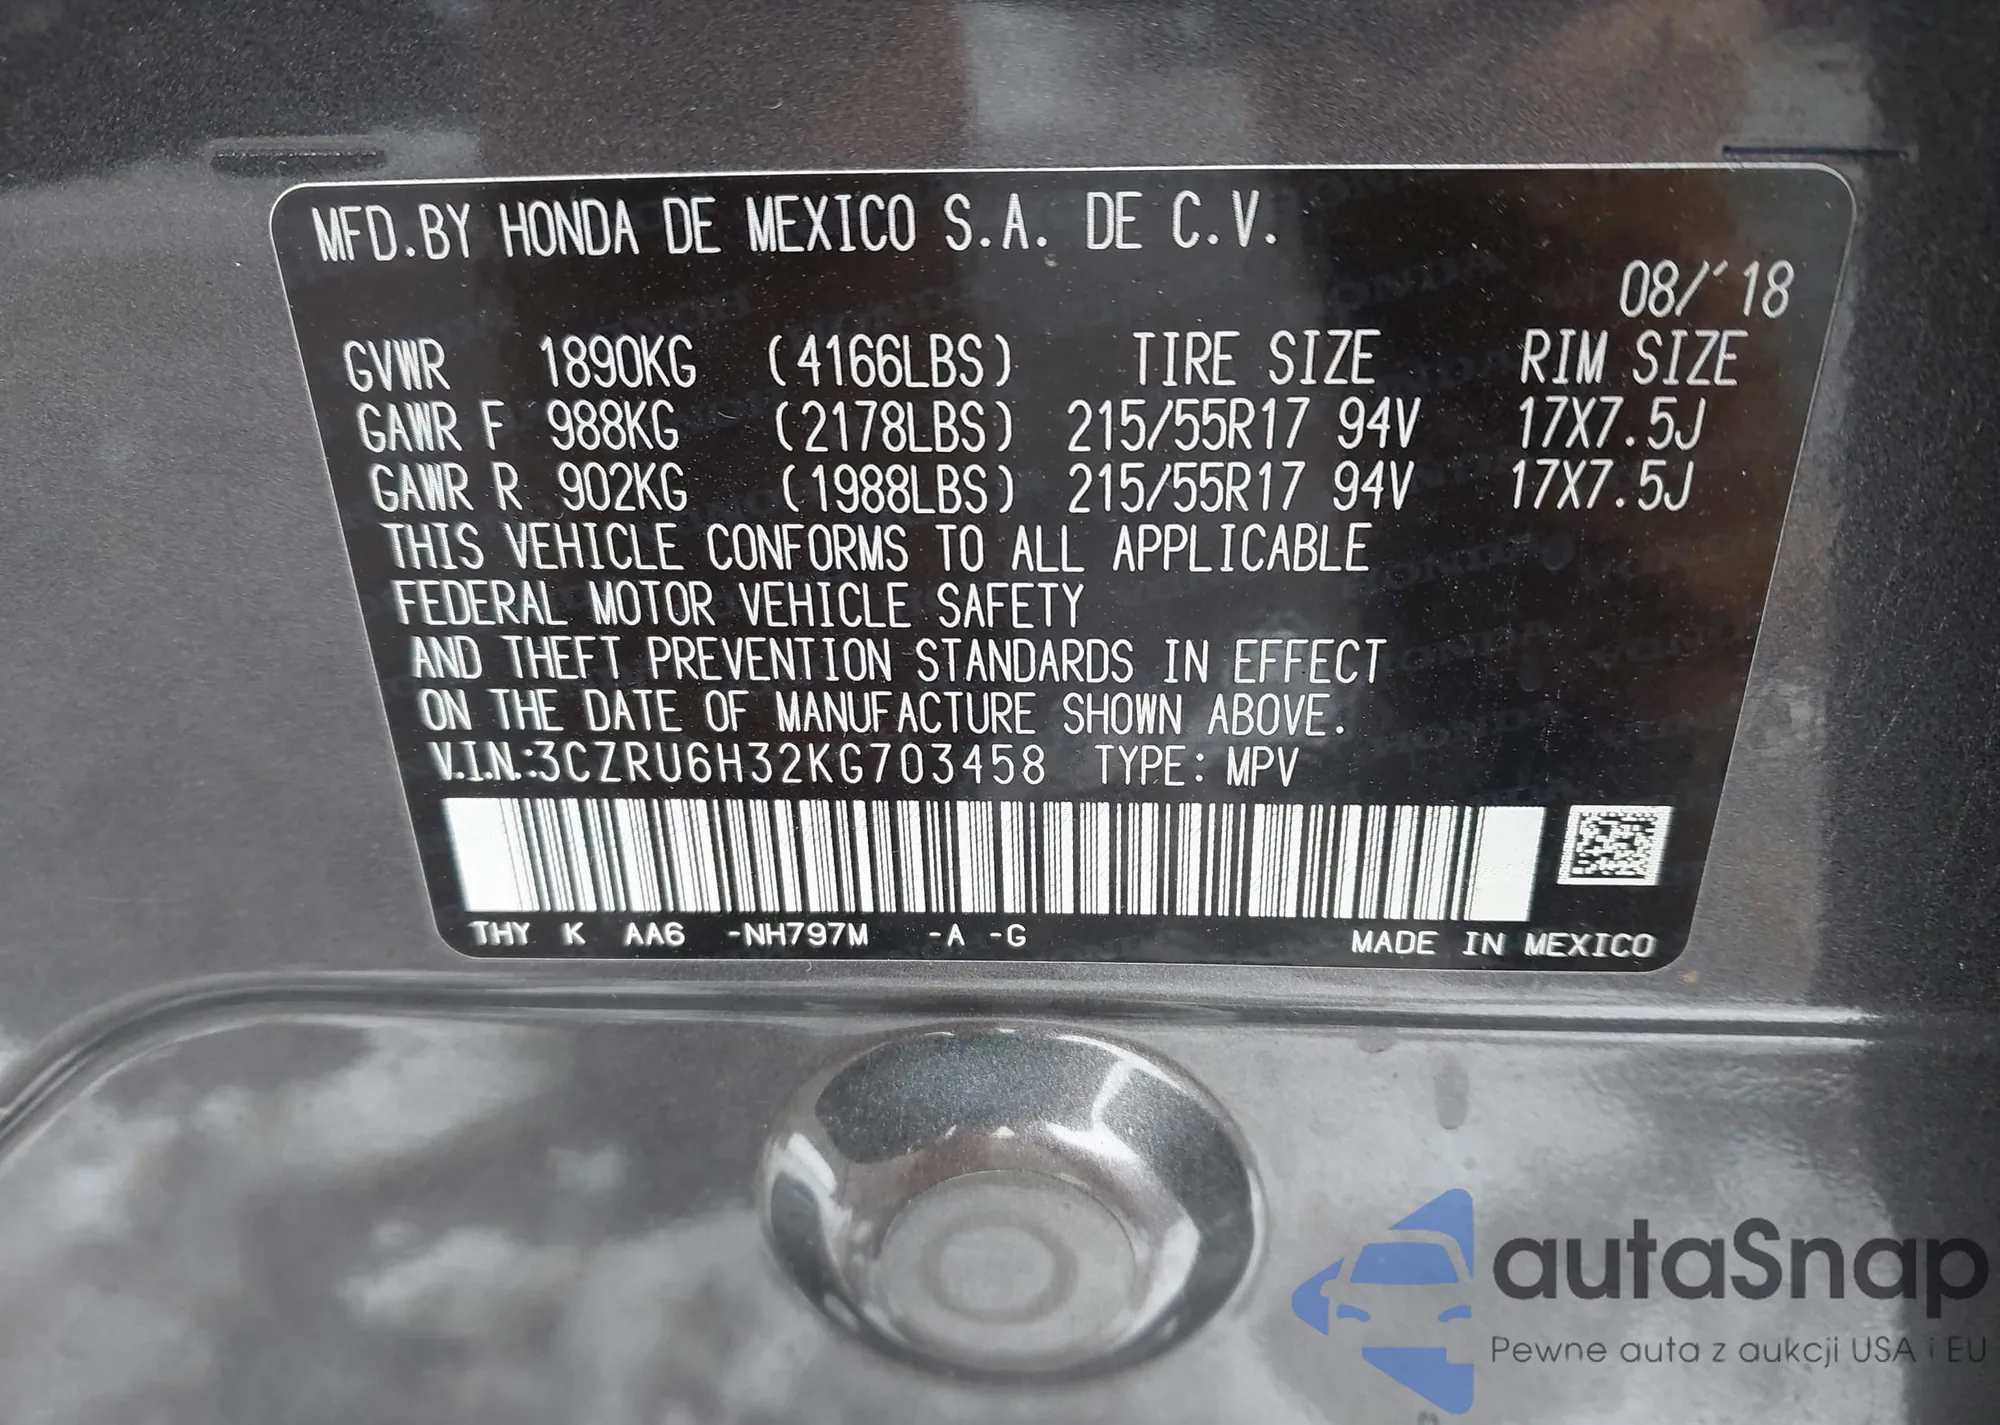 MFD.BY HONDA DE MEXICO S.A. DE C.V.
08/'18
GVWR 1890KG (4166LBS) TIRE SIZE RIM SIZE
GAWR F 988KG (2178LBS) 215/55R17 94V 17X7.5J
GAWR R 902KG (1988LBS) 215/55R17 94V 17X7.5J
THIS VEHICLE CONFORMS TO ALL APPLICABLE
FEDERAL MOTOR VEHICLE SAFETY
AND THEFT PREVENTION STANDARDS IN EFFECT
ON THE DATE OF MANUFACTURE SHOWN ABOVE.
V.I.N.:3CZRU6H32KG703458 TYPE: MPV
THY K AA6 -NH797M -A -G MADE IN MEXICO
autaSnap
Pewne auta z aukcji USA i EU